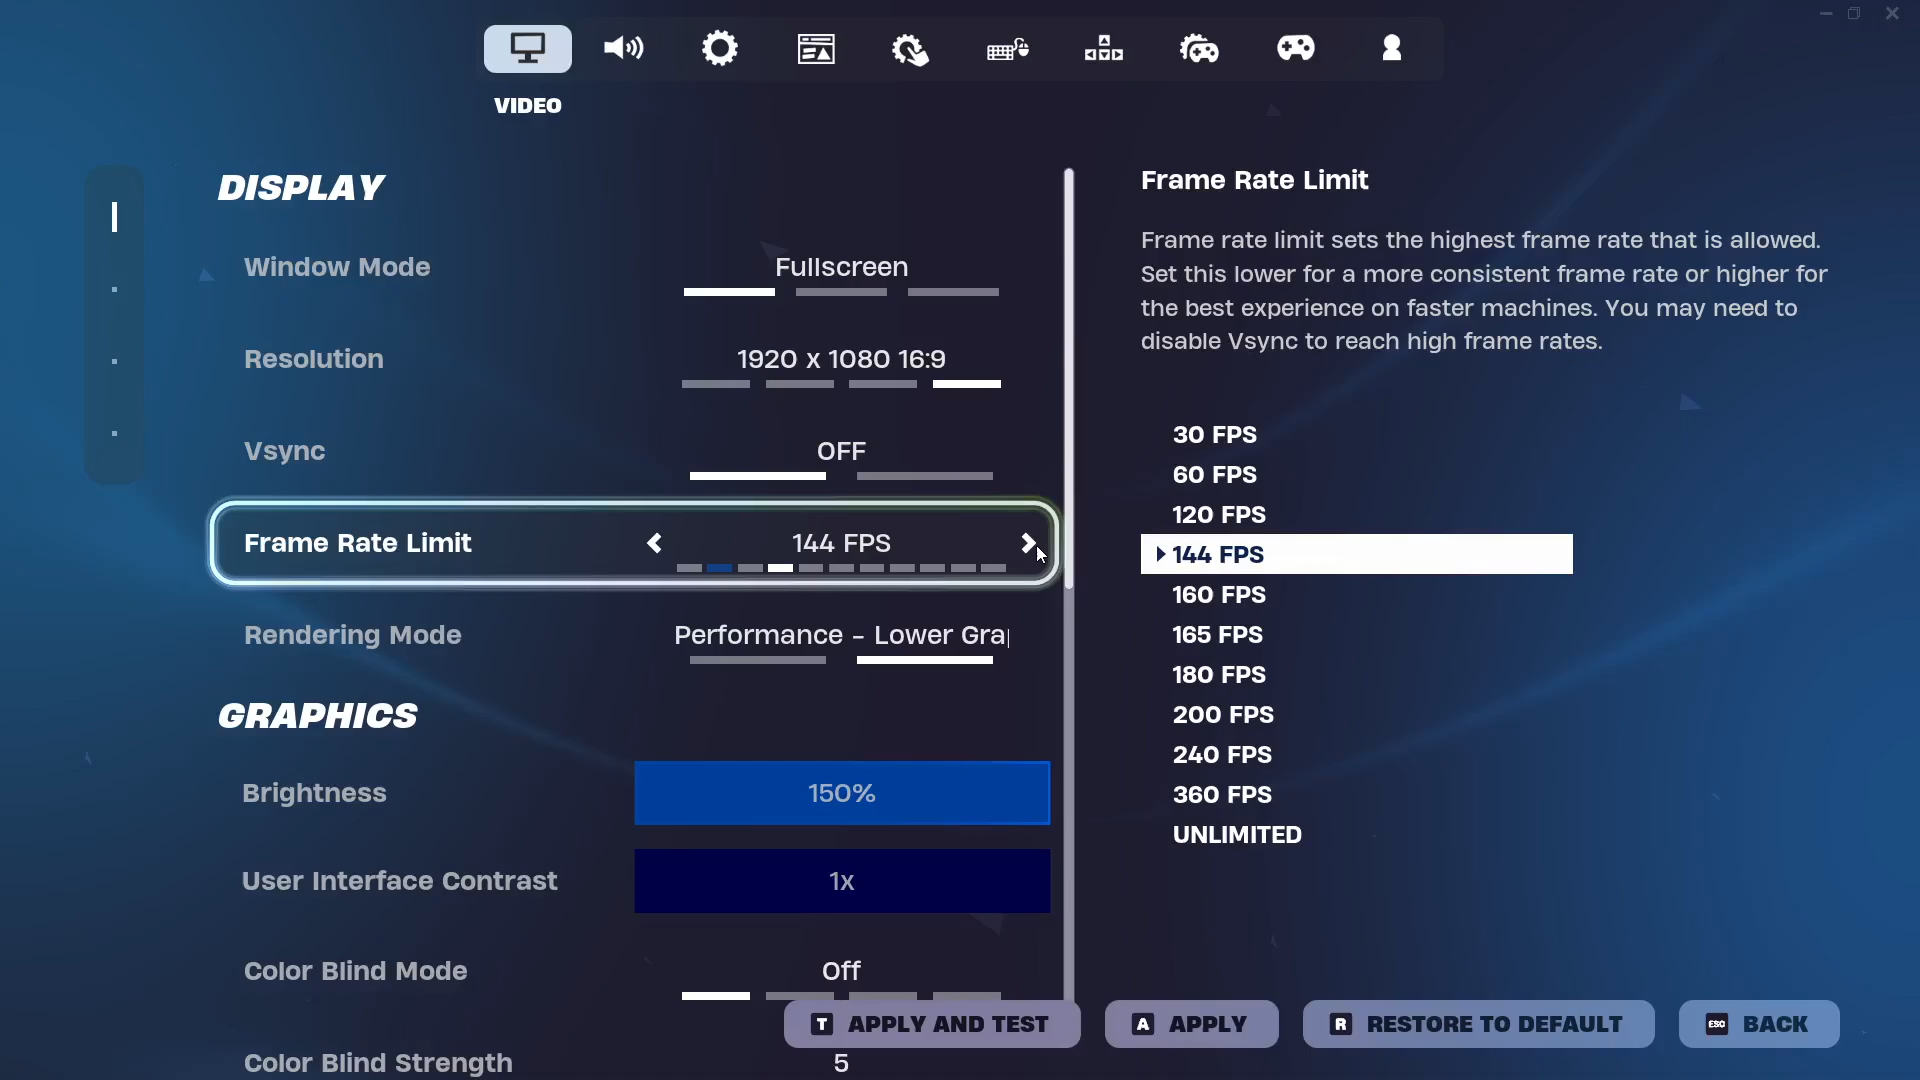 VIDEO
DISPLAY
Window Mode
Fullscreen
Resolution
1920 x 1080 16:9
Vsync
OFF
Frame Rate Limit
144 FPS
Rendering Mode
Performance - Lower Gra
GRAPHICS
Brightness
150%
User Interface Contrast
1x
Color Blind Mode
Off
Color Blind Strength
5
Frame Rate Limit
Frame rate limit sets the highest frame rate that is allowed.
Set this lower for a more consistent frame rate or higher for
the best experience on faster machines. You may need to
disable Vsync to reach high frame rates.
30 FPS
60 FPS
120 FPS
144 FPS
160 FPS
165 FPS
180 FPS
200 FPS
240 FPS
360 FPS
UNLIMITED
T APPLY AND TEST
A APPLY
R RESTORE TO DEFAULT
ESC BACK